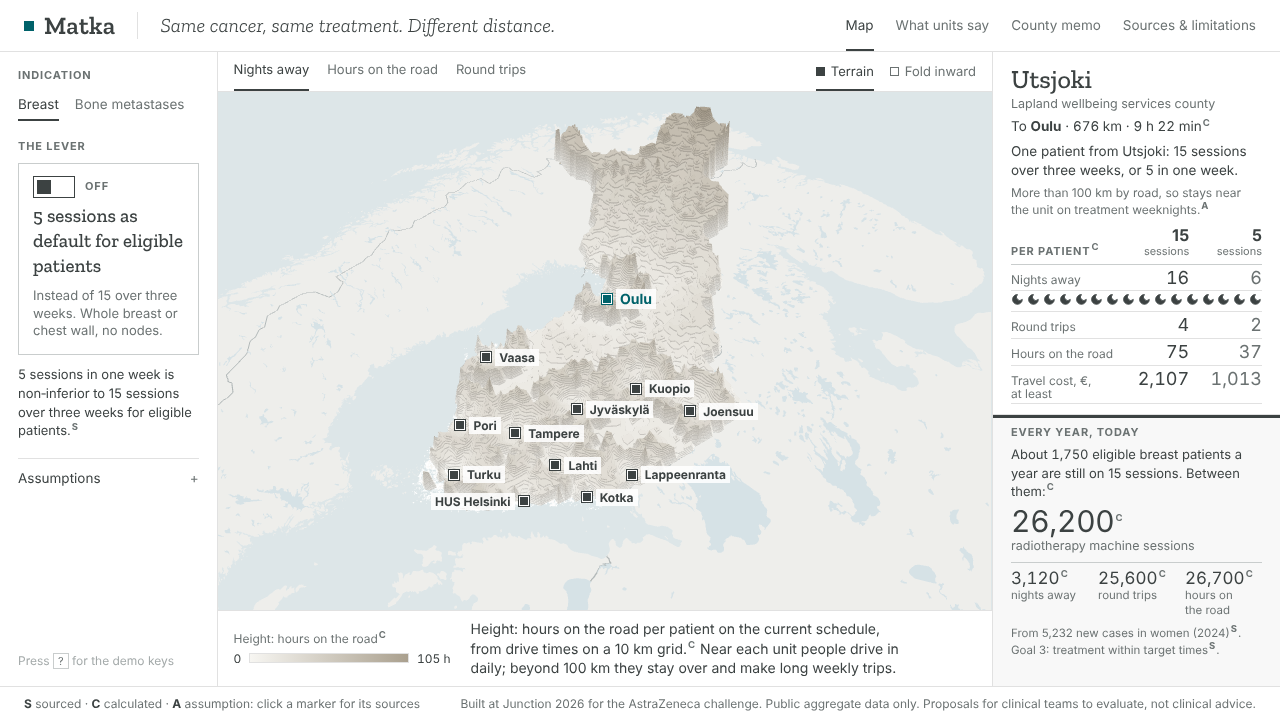 Matka
Same cancer, same treatment. Different distance.
Map
What units say
County memo
Sources & limitations
INDICATION
Breast
Bone metastases
THE LEVER
OFF
5 sessions as
default for eligible
patients
Instead of 15 over three
weeks. Whole breast or
chest wall, no nodes.
5 sessions in one week is
non-inferior to 15 sessions
over three weeks for eligible
patients.S
Assumptions +
Press ? for the demo keys
Nights away
Hours on the road
Round trips
Terrain
Fold inward
Oulu
Vaasa
Kuopio
Jyväskylä
Joensuu
Pori
Tampere
Lahti
Turku
Lappeenranta
HUS Helsinki
Kotka
Height: hours on the roadC
0 105 h
Height: hours on the road per patient on the current schedule,
from drive times on a 10 km grid.C Near each unit people drive in
daily; beyond 100 km they stay over and make long weekly trips.
Utsjoki
Lapland wellbeing services county
To Oulu · 676 km · 9 h 22 minC
One patient from Utsjoki: 15 sessions
over three weeks, or 5 in one week.
More than 100 km by road, so stays near
the unit on treatment weeknights.A
PER PATIENTC 15 sessions 5 sessions
Nights away 16 6
Round trips 4 2
Hours on the road 75 37
Travel cost, €, at least 2,107 1,013
EVERY YEAR, TODAY
About 1,750 eligible breast patients a
year are still on 15 sessions. Between
them:C
26,200C
radiotherapy machine sessions
3,120C nights away
25,600C round trips
26,700C hours on the road
From 5,232 new cases in women (2024)S.
Goal 3: treatment within target timesS.
S sourced · C calculated · A assumption: click a marker for its sources
Built at Junction 2026 for the AstraZeneca challenge. Public aggregate data only. Proposals for clinical teams to evaluate, not clinical advice.